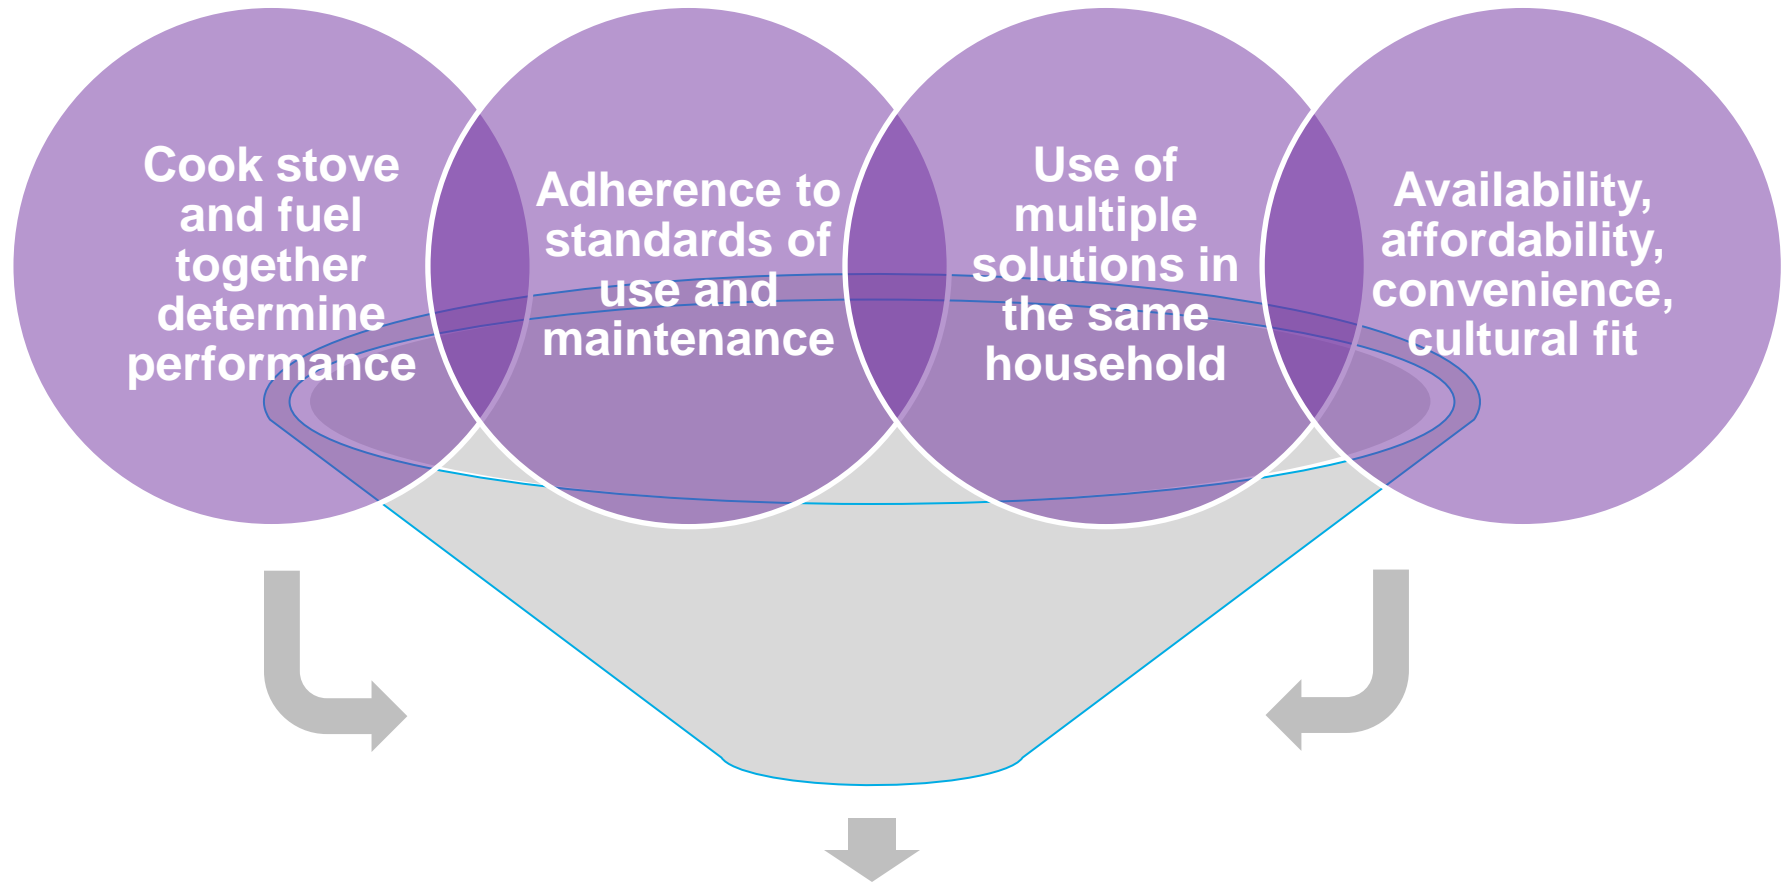 Cook stove
and fuel
together
determine
performance
Adherence to
standards of
use and
maintenance
Use of
multiple
solutions in
the same
household
Availability,
affordability,
convenience,
cultural fit